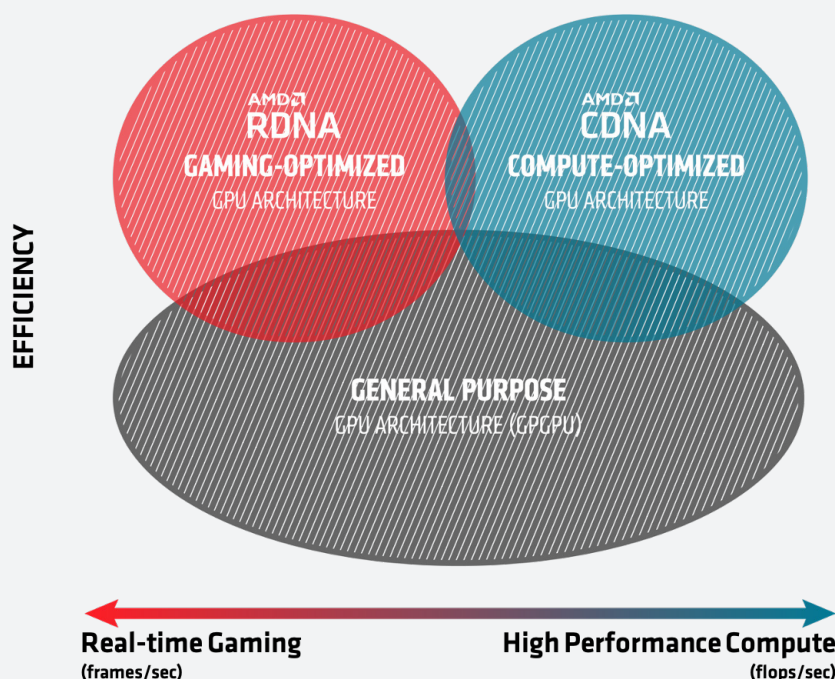 AMD
RDNA
GAMING-OPTIMIZED
GPU ARCHITECTURE
AMD
CDNA
COMPUTE-OPTIMIZED
GPU ARCHITECTURE
EFFICIENCY
GENERAL PURPOSE
GPU ARCHITECTURE (GPGPU)
Real-time Gaming
(frames/sec)
High Performance Compute
(flops/sec)